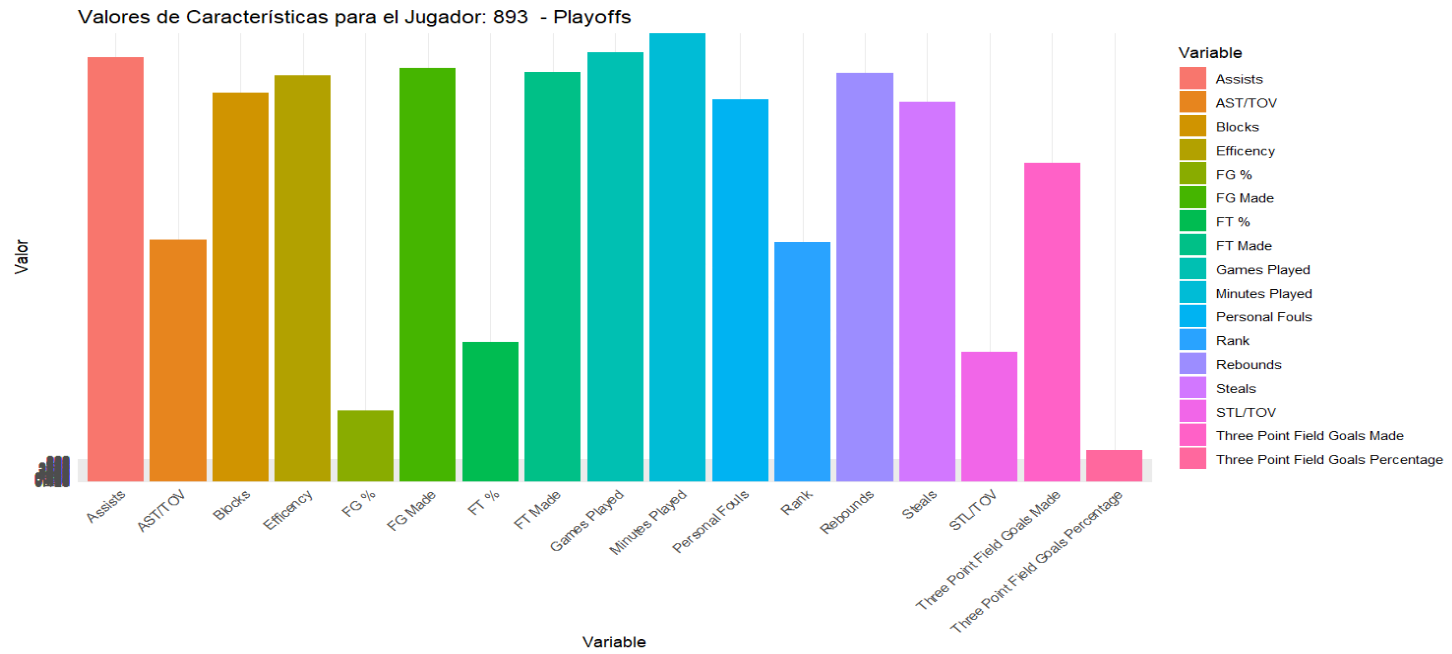 Valores de Características para el Jugador: 893 - Playoffs
Valor
Assists
AST/TOV
Blocks
Efficency
FG %
FG Made
FT %
FT Made
Games Played
Minutes Played
Personal Fouls
Rank
Rebounds
Steals
STL/TOV
Three Point Field Goals Made
Three Point Field Goals Percentage
Variable
Variable
Assists
AST/TOV
Blocks
Efficency
FG %
FG Made
FT %
FT Made
Games Played
Minutes Played
Personal Fouls
Rank
Rebounds
Steals
STL/TOV
Three Point Field Goals Made
Three Point Field Goals Percentage